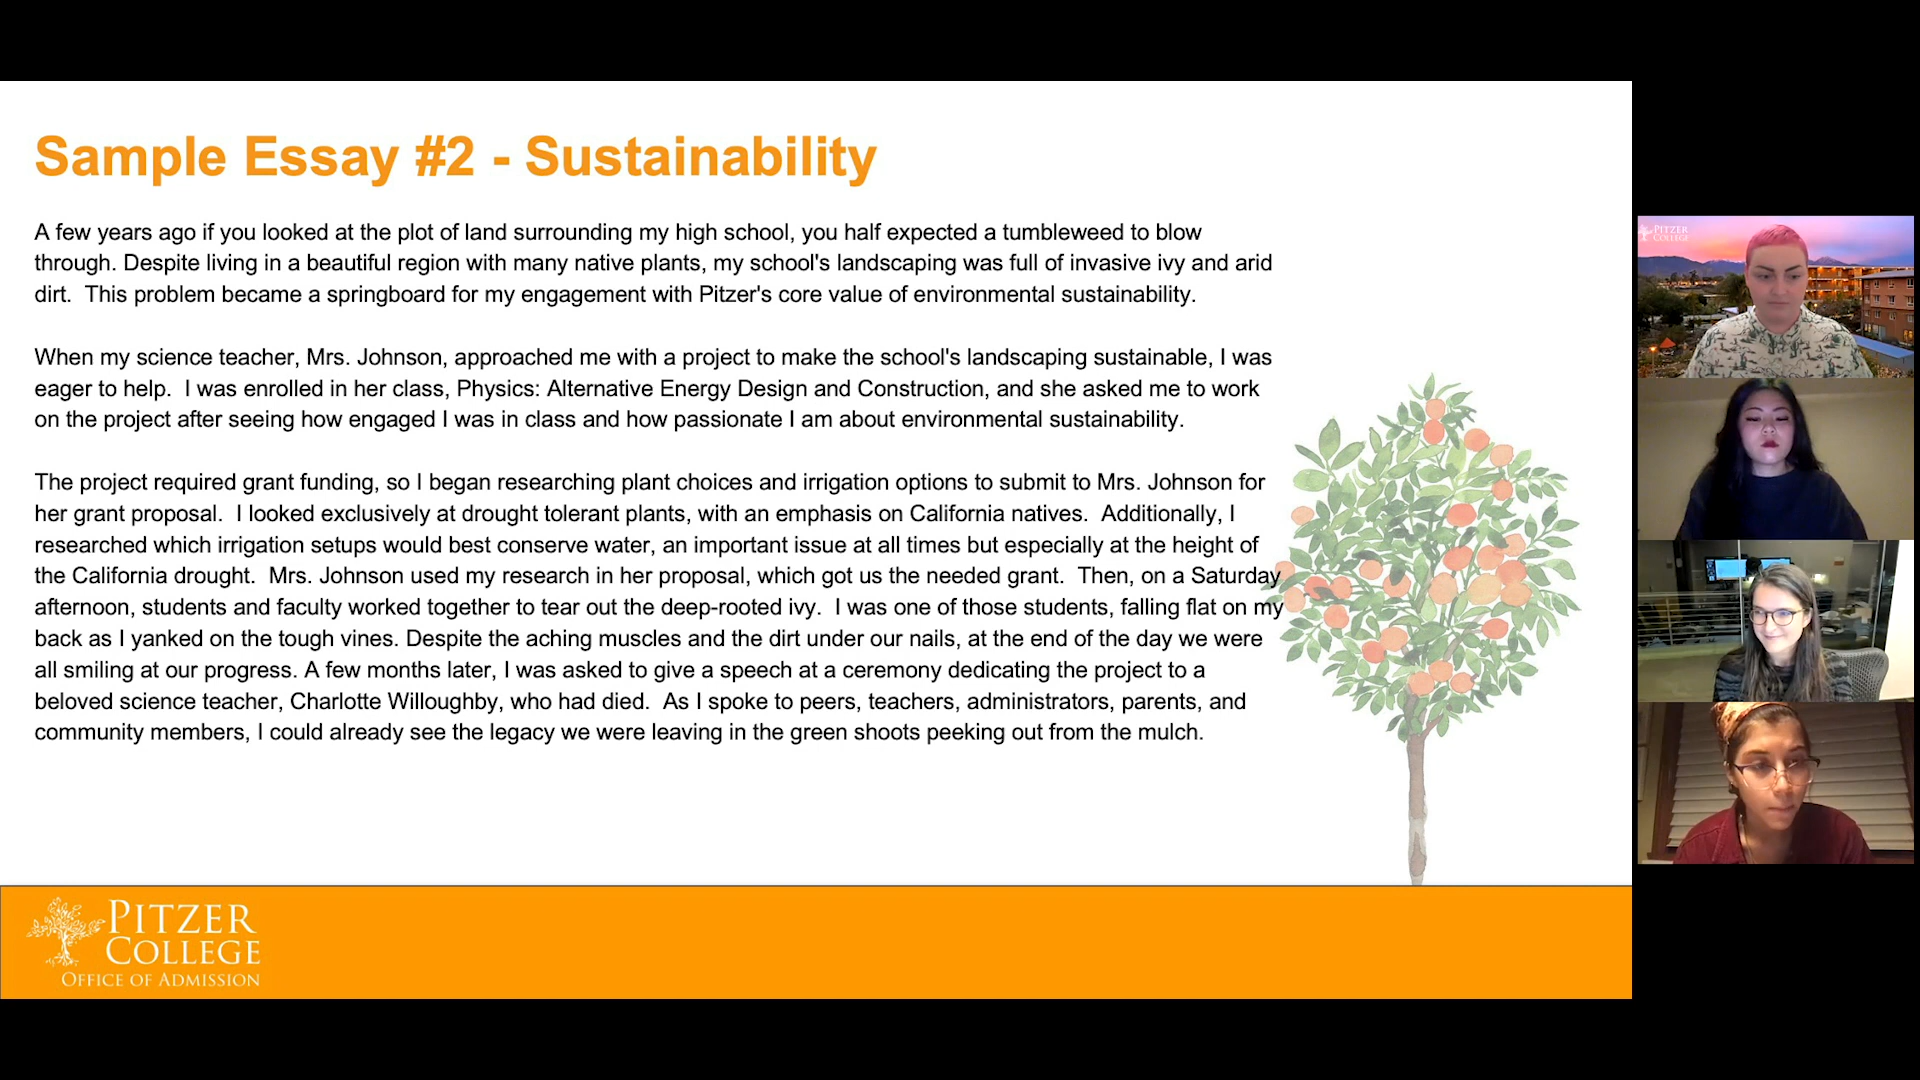 Sample Essay #2 - Sustainability
A few years ago if you looked at the plot of land surrounding my high school, you half expected a tumbleweed to blow
through. Despite living in a beautiful region with many native plants, my school's landscaping was full of invasive ivy and arid
dirt.  This problem became a springboard for my engagement with Pitzer's core value of environmental sustainability.
When my science teacher, Mrs. Johnson, approached me with a project to make the school's landscaping sustainable, I was
eager to help.  I was enrolled in her class, Physics: Alternative Energy Design and Construction, and she asked me to work
on the project after seeing how engaged I was in class and how passionate I am about environmental sustainability.
The project required grant funding, so I began researching plant choices and irrigation options to submit to Mrs. Johnson for
her grant proposal.  I looked exclusively at drought tolerant plants, with an emphasis on California natives.  Additionally, I
researched which irrigation setups would best conserve water, an important issue at all times but especially at the height of
the California drought.  Mrs. Johnson used my research in her proposal, which got us the needed grant.  Then, on a Saturday
afternoon, students and faculty worked together to tear out the deep-rooted ivy.  I was one of those students, falling flat on my
back as I yanked on the tough vines. Despite the aching muscles and the dirt under our nails, at the end of the day we were
all smiling at our progress. A few months later, I was asked to give a speech at a ceremony dedicating the project to a
beloved science teacher, Charlotte Willoughby, who had died.  As I spoke to peers, teachers, administrators, parents, and
community members, I could already see the legacy we were leaving in the green shoots peeking out from the mulch.
PITZER
COLLEGE
OFFICE OF ADMISSION
PITZER
COLLEGE